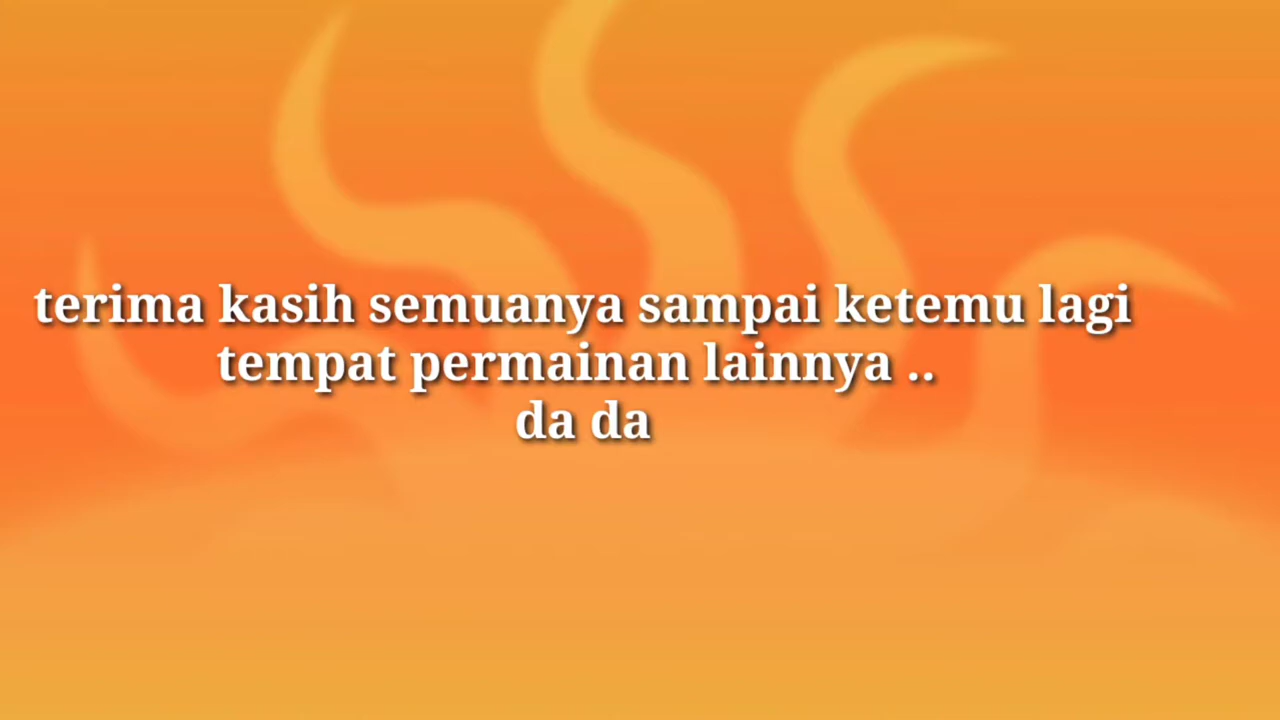 terima kasih semuanya sampai ketemu lagi
tempat permainan lainnya ..
da da